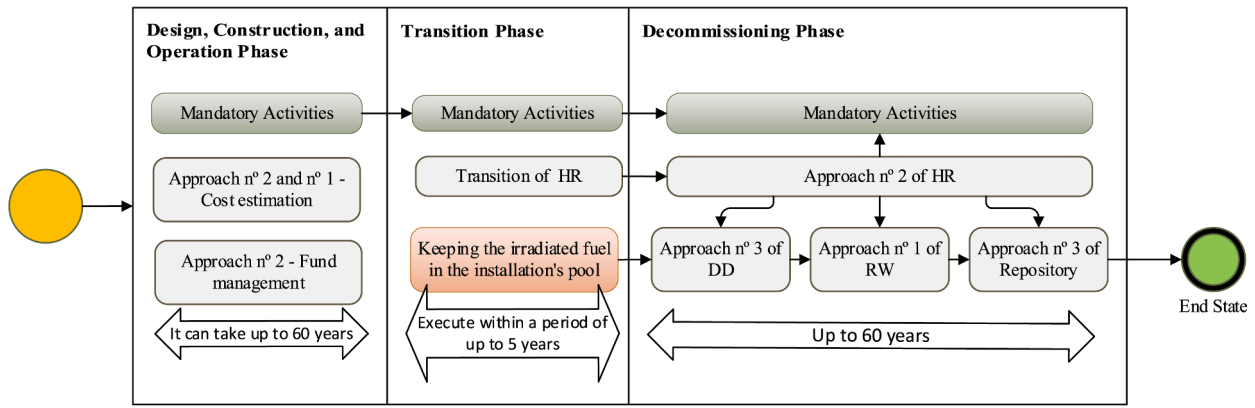 Design, Construction, and
Operation Phase
Transition Phase
Decommissioning Phase
Mandatory Activities
Mandatory Activities
Mandatory Activities
Approach nº 2 and nº 1 -
Cost estimation
Transition of HR
Approach nº 2 of HR
Approach nº 2 - Fund
management
Keeping the irradiated fuel
in the installation's pool
Approach nº 3 of
DD
Approach nº 1 of
RW
Approach nº 3 of
Repository
End State
It can take up to 60 years
Execute within a period of
up to 5 years
Up to 60 years